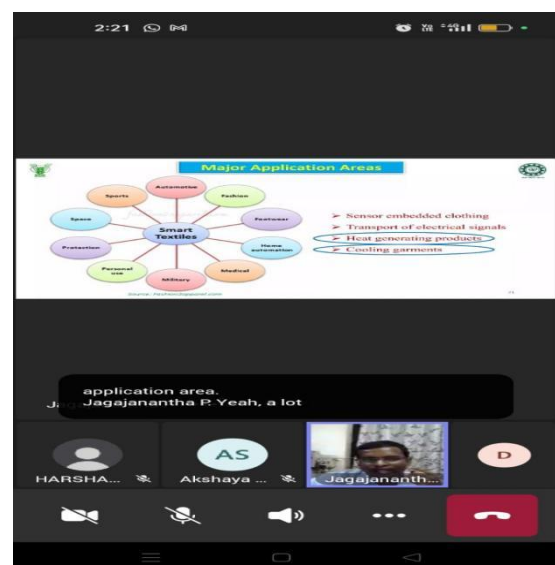 2:21
Major Application Areas
Automotive
Sports
Fashion
Space
Footwear
Smart
Textiles
Protection
Home
automation
Personal
use
Medical
Military
➢ Sensor embedded clothing
➢ Transport of electrical signals
➢ Heat generating products
➢ Cooling garments
application area.
Jagajanantha P. Yeah, a lot
HARSHA...
AS
Akshaya ...
Jagajananth...
D